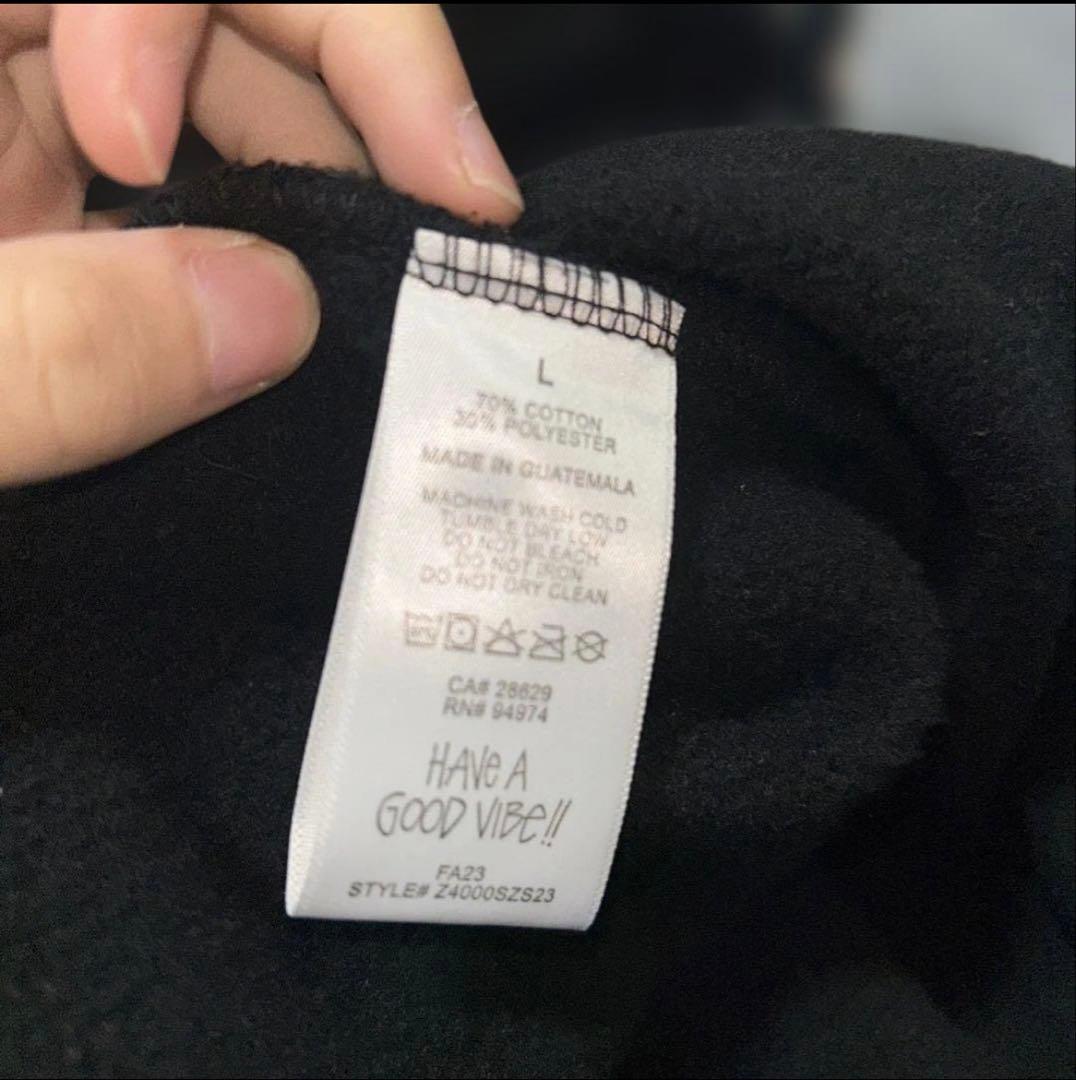 L
70% COTTON
30% POLYESTER
MADE IN GUATEMALA
MACHINE WASH COLD
TUMBLE DRY LOW
DO NOT BLEACH
DO NOT IRON
DO NOT DRY CLEAN
CA# 28629
RN# 94974
HAVe A
GOOD VIBe!!
FA23
STYLE# Z4000SZS23